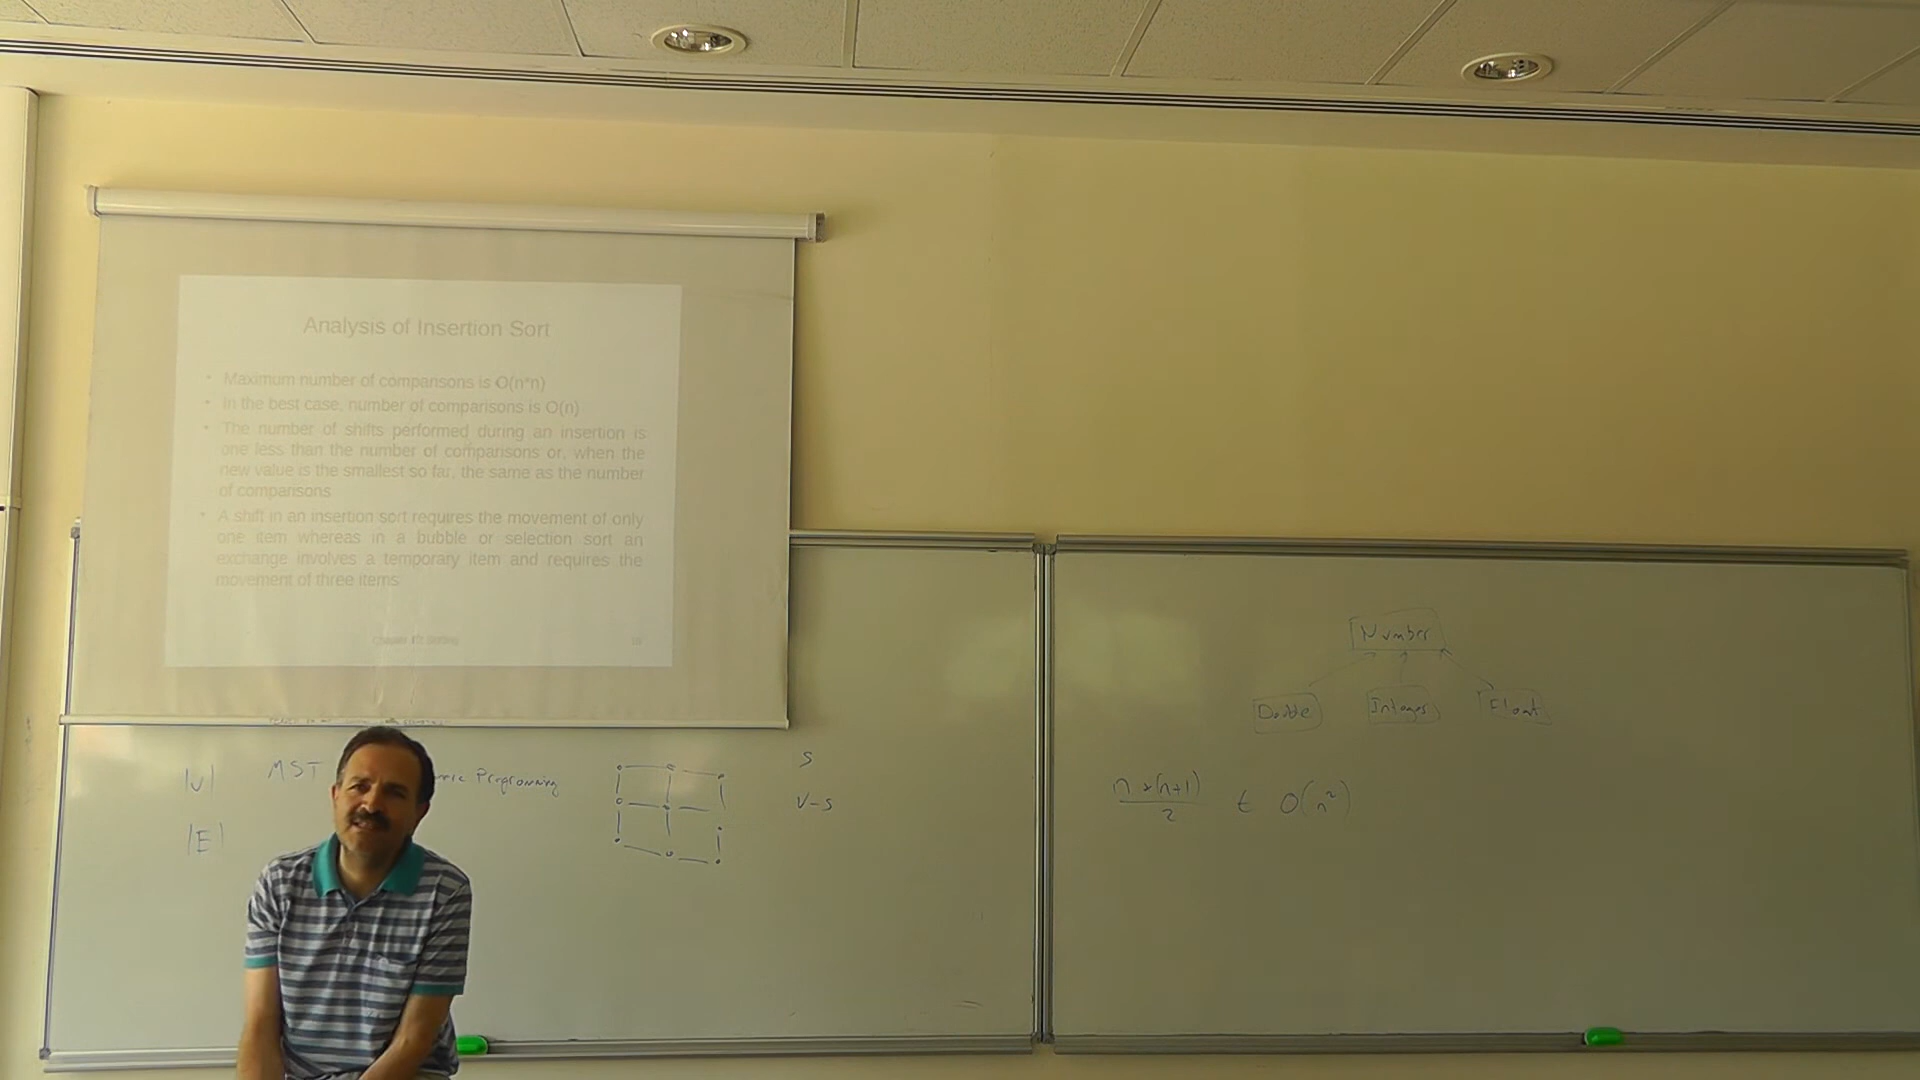 Analysis of Insertion Sort
• Maximum number of comparisons is O(n*n)
• In the best case, number of comparisons is O(n)
• The number of shifts performed during an insertion is
one less than the number of comparisons or, when the
new value is the smallest so far, the same as the number
of comparisons
• A shift in an insertion sort requires the movement of only
one item whereas in a bubble or selection sort an
exchange involves a temporary item and requires the
movement of three items
Chapter 10: Sorting
|V| MST Programming
|E|
S
V-S
Number
Double Integer Float
n*(n+1)/2 ∈ O(n²)